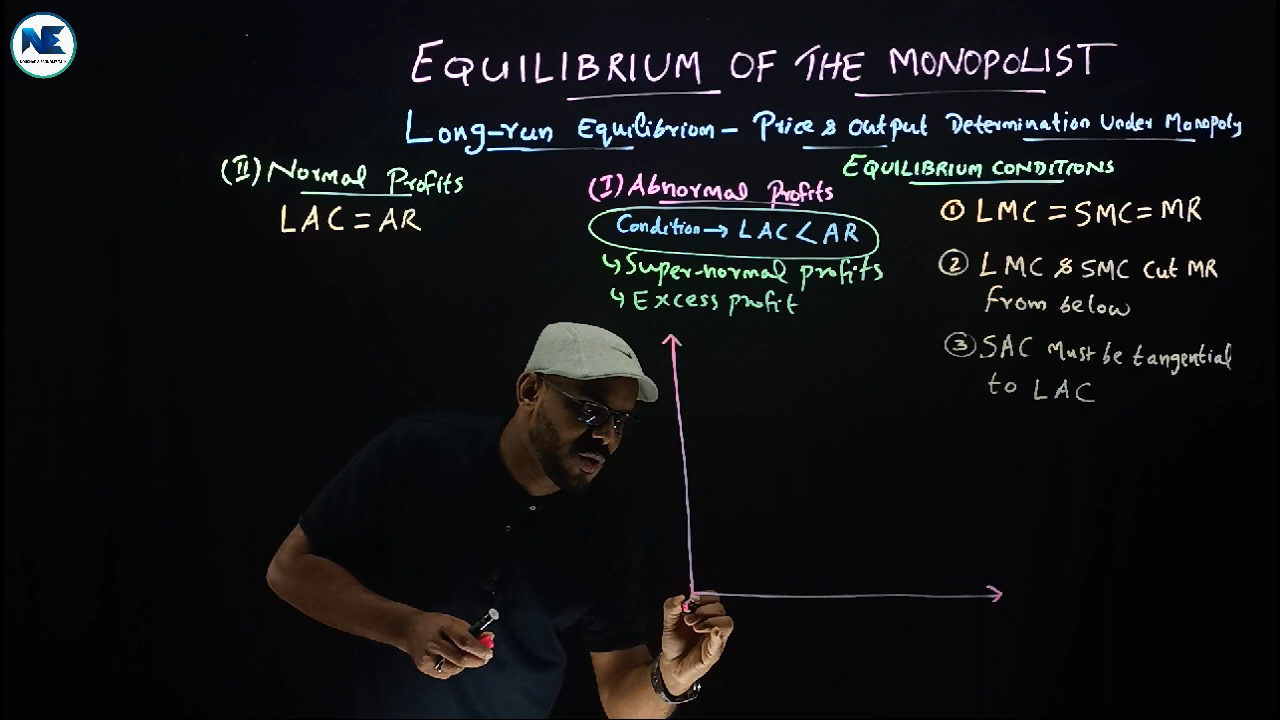 NE
EQUILIBRIUM OF THE MONOPOLIST
Long-run Equilibriom - Price & output Determination Under Monopoly
(II) Normal Profits
LAC = AR
(I) Abnormal Profits
Condition → LAC < AR
↳ Super-normal profits
↳ Excess profit
EQUILIBRIUM CONDITIONS
① LMC = SMC = MR
② LMC & SMC cut MR
from below
③ SAC must be tangential
to LAC